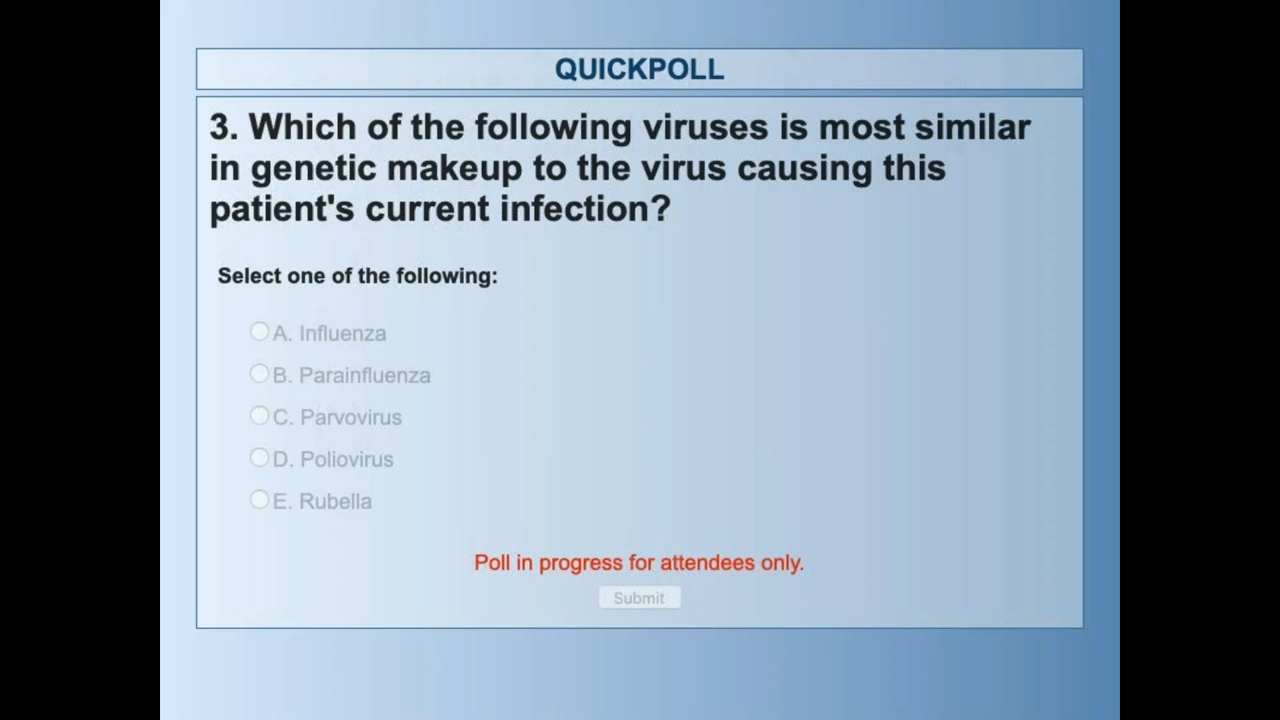 QUICKPOLL
3. Which of the following viruses is most similar
in genetic makeup to the virus causing this
patient's current infection?
Select one of the following:
A. Influenza
B. Parainfluenza
C. Parvovirus
D. Poliovirus
E. Rubella
Poll in progress for attendees only.
Submit